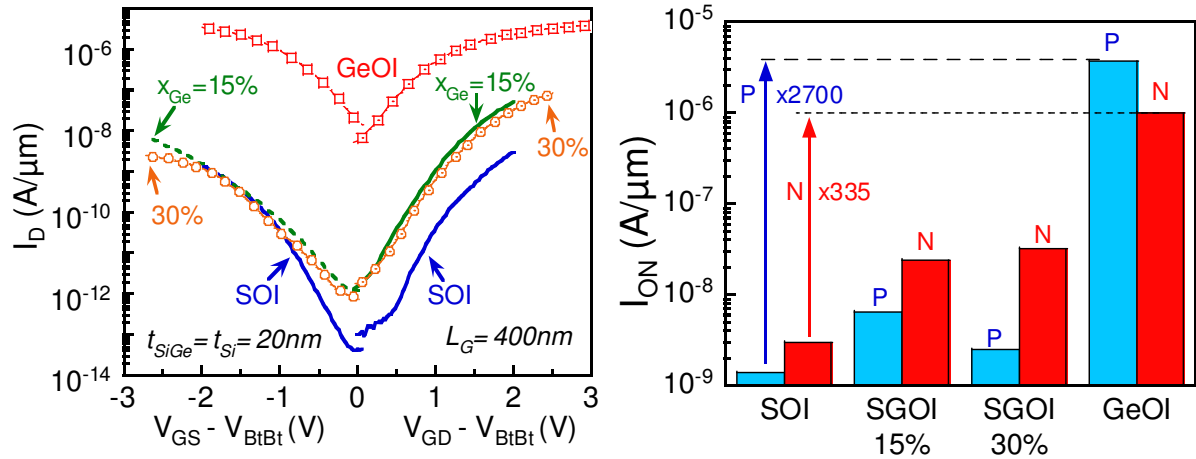 I_D (A/µm)
10^-6
10^-8
10^-10
10^-12
10^-14
GeOI
x_Ge=15%
x_Ge=15%
30%
30%
SOI
SOI
t_SiGe = t_Si = 20nm
L_G = 400nm
-3 -2 -1 0 1 2 3
V_GS - V_BtBt (V)
V_GD - V_BtBt (V)
I_ON (A/µm)
10^-5
10^-6
10^-7
10^-8
10^-9
P
P x2700
N
N x335
N
N
P
P
SOI SGOI SGOI GeOI
15% 30%